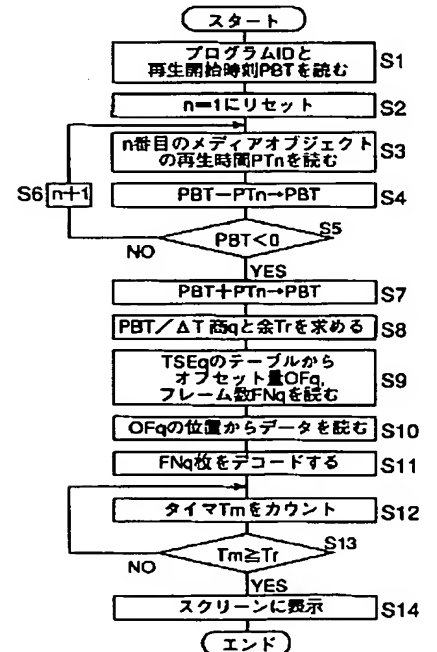 スタート
プログラムIDと
再生開始時刻PBTを読む
S1
n=1にリセット
S2
n番目のメディアオブジェクト
の再生時間PTnを読む
S3
S6
n+1
PBT-PTn→PBT
S4
S5
PBT<0
NO
YES
PBT+PTn→PBT
S7
PBT/ΔT 商qと余Trを求める
S8
TSEqのテーブルから
オフセット量OFq,
フレーム数FNqを読む
S9
OFqの位置からデータを読む
S10
FNq枚をデコードする
S11
タイマTmをカウント
S12
S13
Tm≧Tr
NO
YES
スクリーンに表示
S14
エンド